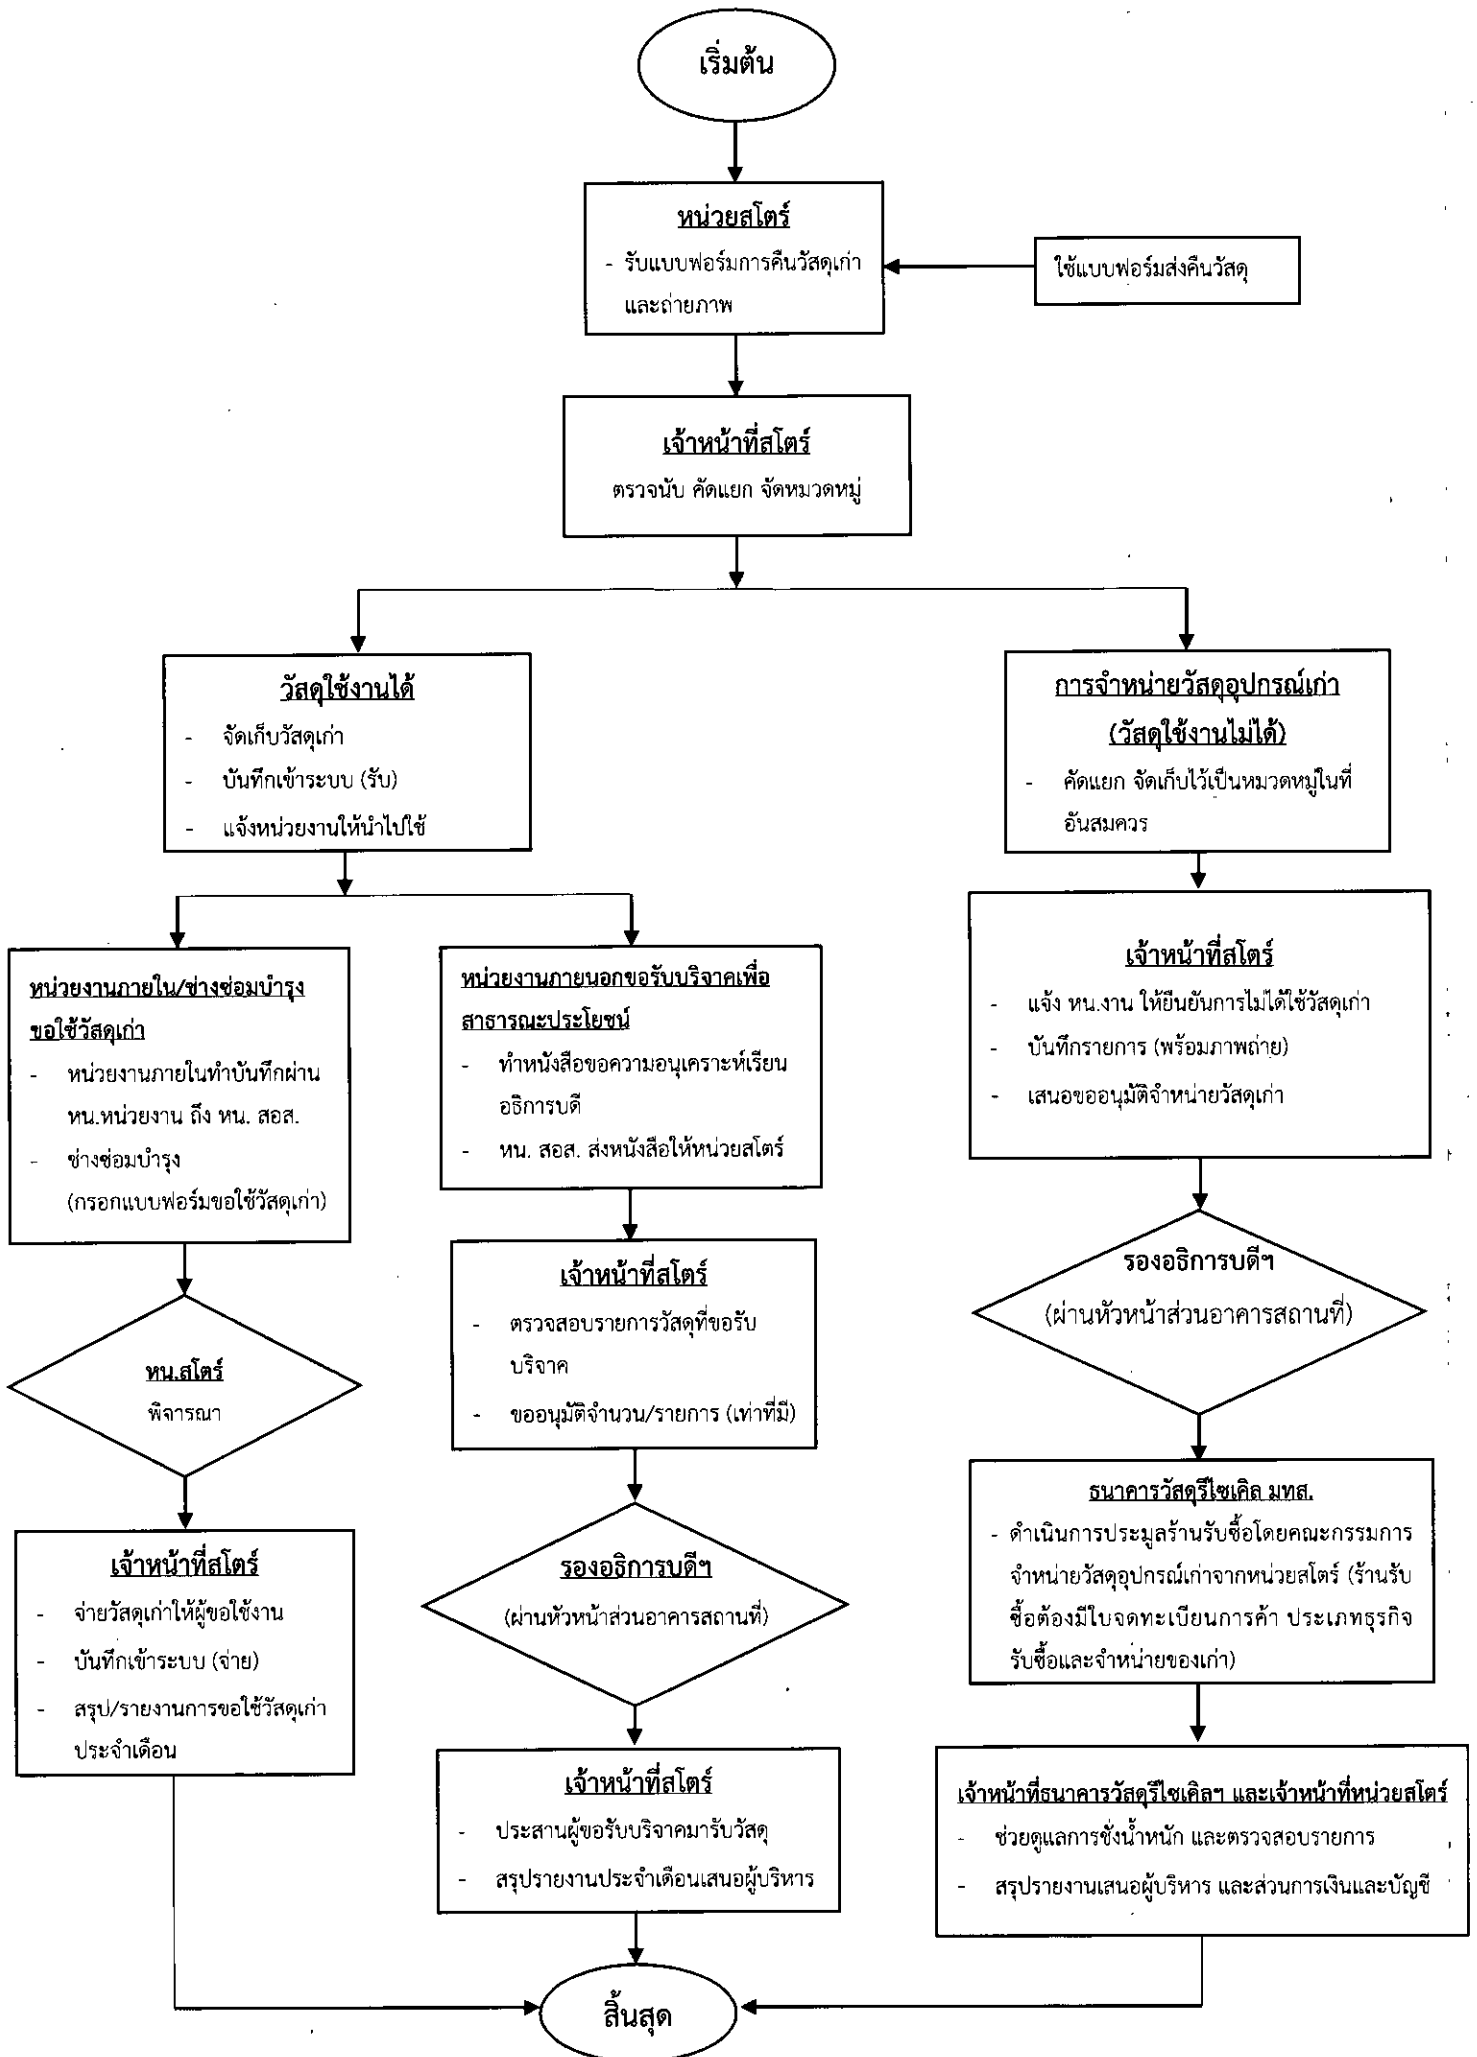 เริ่มต้น
หน่วยสโตร์
- รับแบบฟอร์มการคืนวัสดุเก่า
และถ่ายภาพ
ใช้แบบฟอร์มส่งคืนวัสดุ
เจ้าหน้าที่สโตร์
ตรวจนับ คัดแยก จัดหมวดหมู่
วัสดุใช้งานได้
- จัดเก็บวัสดุเก่า
- บันทึกเข้าระบบ (รับ)
- แจ้งหน่วยงานให้นำไปใช้
การจำหน่ายวัสดุอุปกรณ์เก่า
(วัสดุใช้งานไม่ได้)
- คัดแยก จัดเก็บไว้เป็นหมวดหมู่ในที่
อันสมควร
หน่วยงานภายใน/ช่างซ่อมบำรุง
ขอใช้วัสดุเก่า
- หน่วยงานภายในทำบันทึกผ่าน
หน.หน่วยงาน ถึง หน. สอส.
- ช่างซ่อมบำรุง
(กรอกแบบฟอร์มขอใช้วัสดุเก่า)
หน.สโตร์
พิจารณา
เจ้าหน้าที่สโตร์
- จ่ายวัสดุเก่าให้ผู้ขอใช้งาน
- บันทึกเข้าระบบ (จ่าย)
- สรุป/รายงานการขอใช้วัสดุเก่า
ประจำเดือน
หน่วยงานภายนอกขอรับบริจาคเพื่อ
สาธารณะประโยชน์
- ทำหนังสือขอความอนุเคราะห์เรียน
อธิการบดี
- หน. สอส. ส่งหนังสือให้หน่วยสโตร์
เจ้าหน้าที่สโตร์
- ตรวจสอบรายการวัสดุที่ขอรับ
บริจาค
- ขออนุมัติจำนวน/รายการ (เท่าที่มี)
รองอธิการบดีฯ
(ผ่านหัวหน้าส่วนอาคารสถานที่)
เจ้าหน้าที่สโตร์
- ประสานผู้ขอรับบริจาคมารับวัสดุ
- สรุปรายงานประจำเดือนเสนอผู้บริหาร
เจ้าหน้าที่สโตร์
- แจ้ง หน.งาน ให้ยืนยันการไม่ได้ใช้วัสดุเก่า
- บันทึกรายการ (พร้อมภาพถ่าย)
- เสนอขออนุมัติจำหน่ายวัสดุเก่า
รองอธิการบดีฯ
(ผ่านหัวหน้าส่วนอาคารสถานที่)
ธนาคารวัสดุรีไซเคิล มทส.
- ดำเนินการประมูลร้านรับซื้อโดยคณะกรรมการ
จำหน่ายวัสดุอุปกรณ์เก่าจากหน่วยสโตร์ (ร้านรับ
ซื้อต้องมีใบจดทะเบียนการค้า ประเภทธุรกิจ
รับซื้อและจำหน่ายของเก่า)
เจ้าหน้าที่ธนาคารวัสดุรีไซเคิลฯ และเจ้าหน้าที่หน่วยสโตร์
- ช่วยดูแลการชั่งน้ำหนัก และตรวจสอบรายการ
- สรุปรายงานเสนอผู้บริหาร และส่วนการเงินและบัญชี
สิ้นสุด